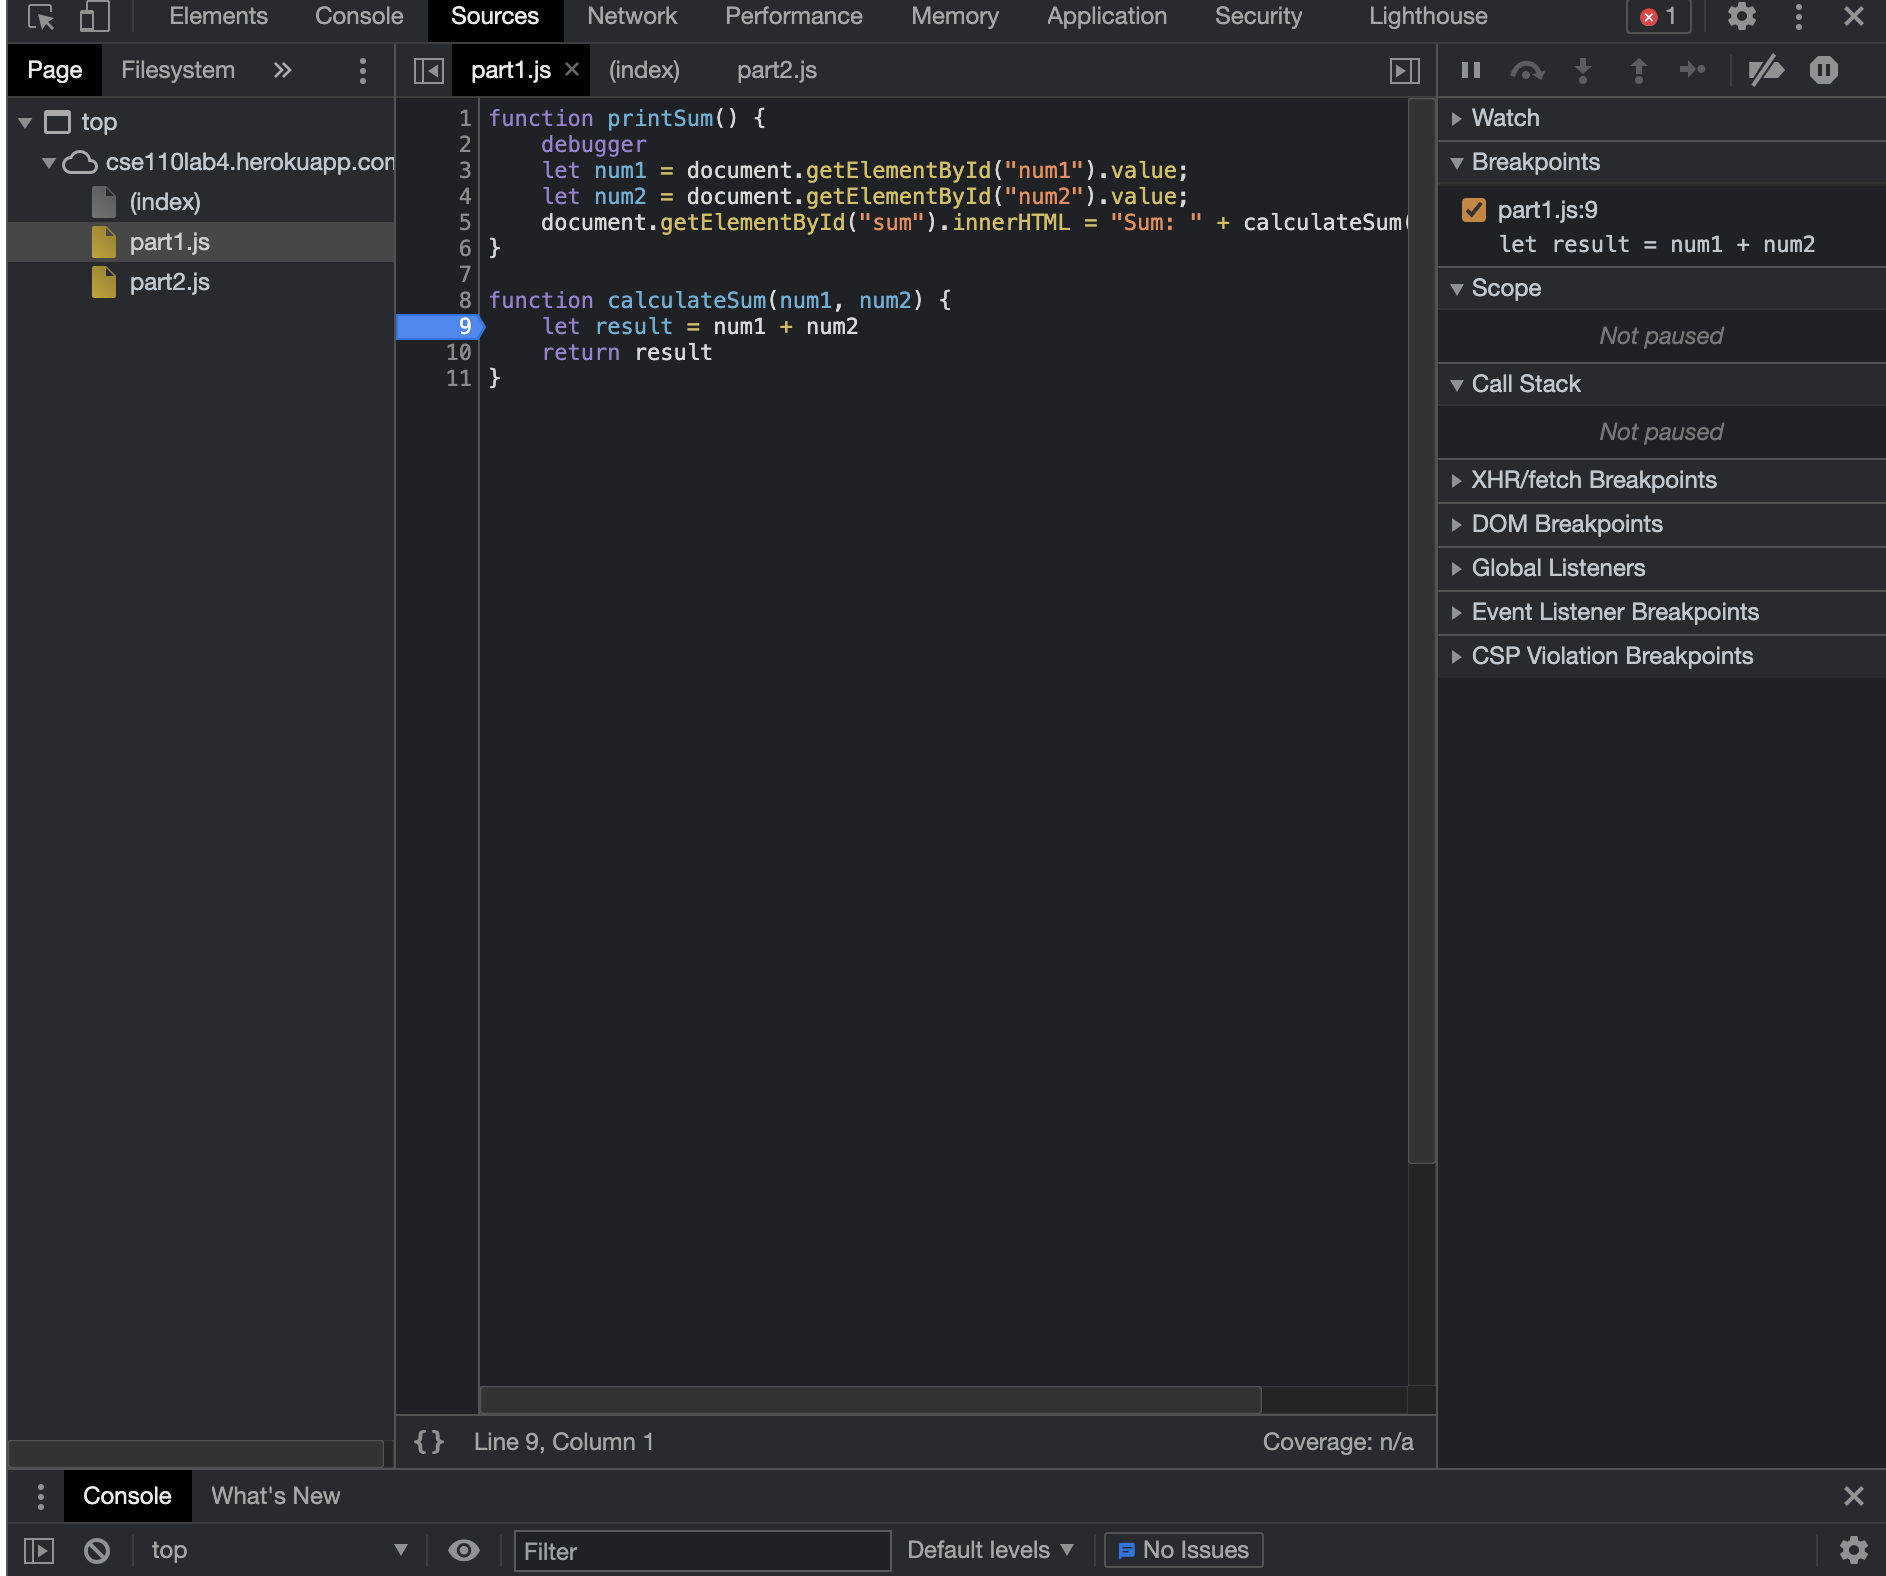 Elements Console Sources Network Performance Memory Application Security Lighthouse 1
Page Filesystem
part1.js (index) part2.js
top
cse110lab4.herokuapp.com
(index)
part1.js
part2.js
1 function printSum() {
2 debugger
3 let num1 = document.getElementById("num1").value;
4 let num2 = document.getElementById("num2").value;
5 document.getElementById("sum").innerHTML = "Sum: " + calculateSum(
6 }
7
8 function calculateSum(num1, num2) {
9 let result = num1 + num2
10 return result
11 }
{} Line 9, Column 1 Coverage: n/a
Watch
Breakpoints
part1.js:9
let result = num1 + num2
Scope
Not paused
Call Stack
Not paused
XHR/fetch Breakpoints
DOM Breakpoints
Global Listeners
Event Listener Breakpoints
CSP Violation Breakpoints
Console What's New
top Filter Default levels No Issues